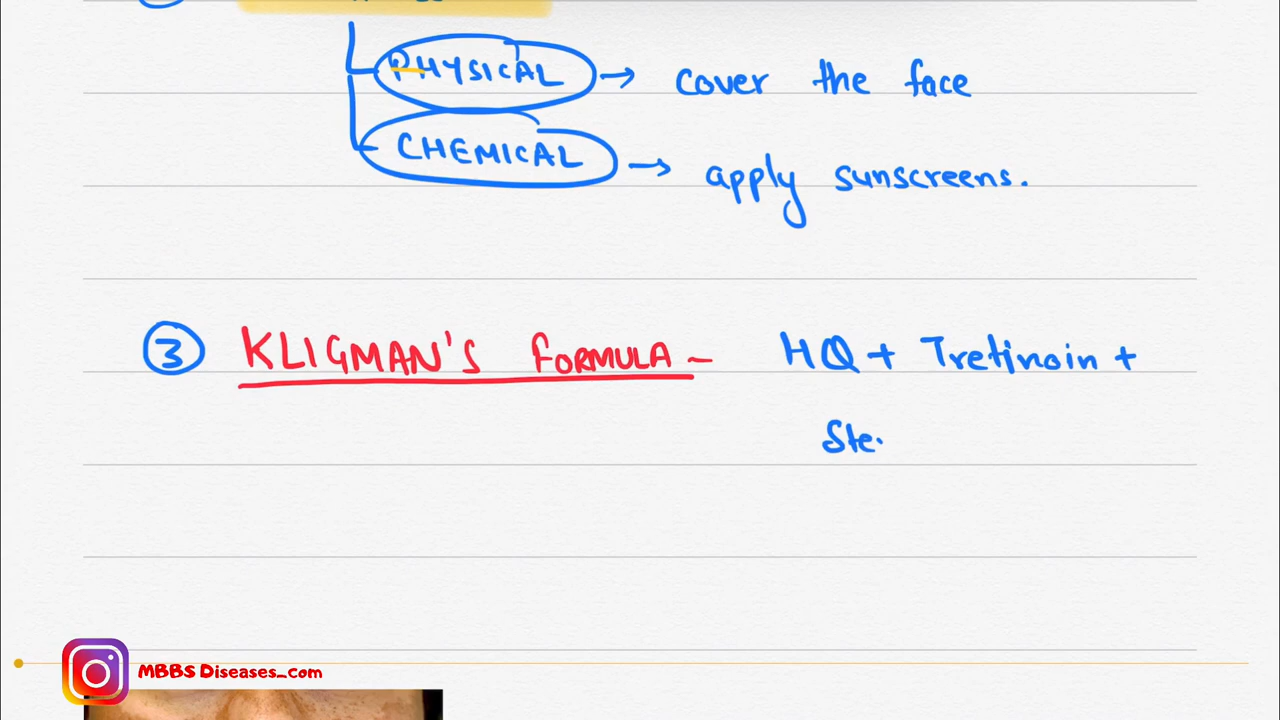 PHYSICAL → cover the face
CHEMICAL → apply sunscreens.
3 KLIGMAN'S FORMULA – HQ + Tretinoin +
Ste.
MBBS Diseases_com